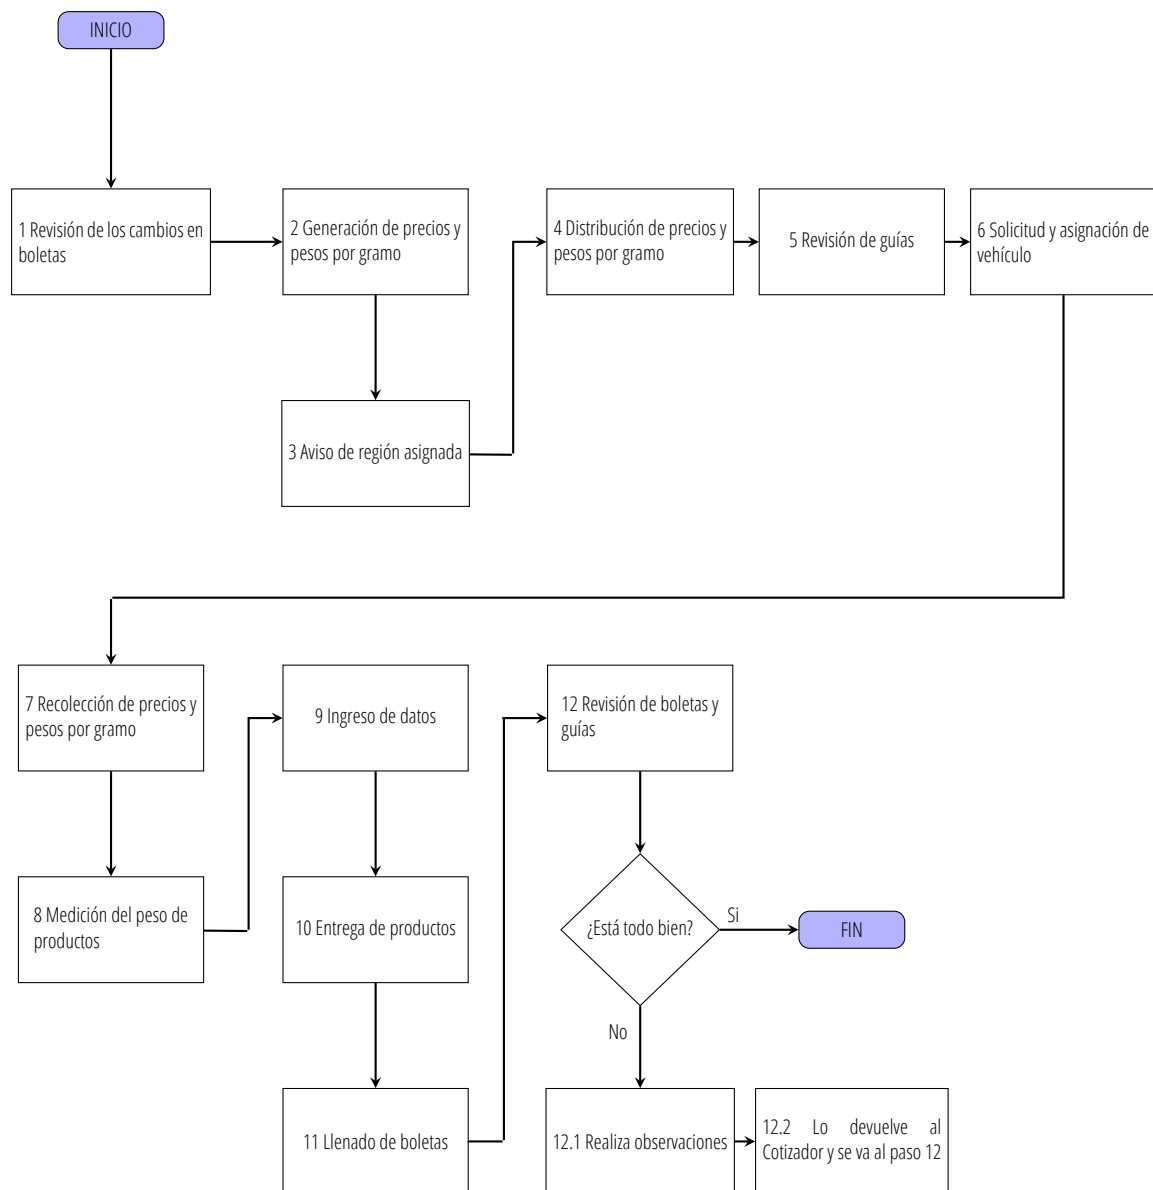 INICIO
1 Revisión de los cambios en
boletas
2 Generación de precios y
pesos por gramo
3 Aviso de región asignada
4 Distribución de precios y
pesos por gramo
5 Revisión de guías
6 Solicitud y asignación de
vehículo
7 Recolección de precios y
pesos por gramo
8 Medición del peso de
productos
9 Ingreso de datos
10 Entrega de productos
11 Llenado de boletas
12 Revisión de boletas y
guías
¿Está todo bien?
Si
FIN
No
12.1 Realiza observaciones
12.2 Lo devuelve al
Cotizador y se va al paso 12